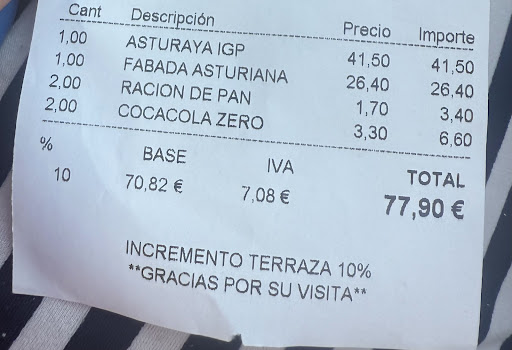 Cant Descripción Precio Importe
1,00 ASTURAYA IGP 41,50 41,50
1,00 FABADA ASTURIANA 26,40 26,40
2,00 RACION DE PAN 1,70 3,40
2,00 COCACOLA ZERO 3,30 6,60
% BASE IVA TOTAL
10 70,82 € 7,08 € 77,90 €
INCREMENTO TERRAZA 10%
**GRACIAS POR SU VISITA**